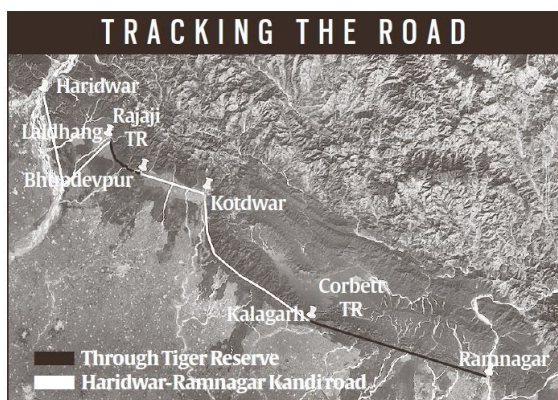 TRACKING THE ROAD
Haridwar
Laldhang
Rajaji
TR
Bhupdevpur
Kotdwar
Corbett
TR
Kalagarh
Ramnagar
Through Tiger Reserve
Haridwar-Ramnagar Kandi road